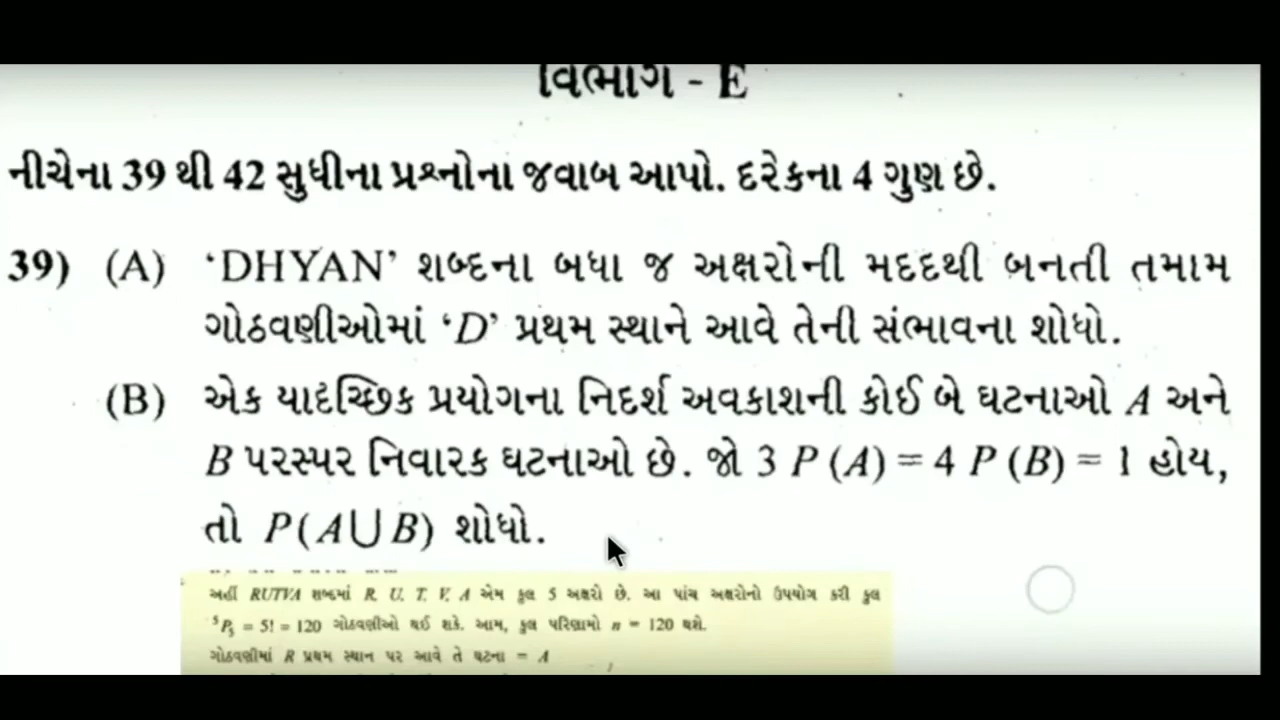 વિભાગ - E
નીચેના 39 થી 42 સુધીના પ્રશ્નોના જવાબ આપો. દરેકના 4 ગુણ છે.
39) (A) ‘DHYAN’ શબ્દના બધા જ અક્ષરોની મદદથી બનતી તમામ
ગોઠવણીઓમાં ‘D’ પ્રથમ સ્થાને આવે તેની સંભાવના શોધો.
(B) એક યાદચ્છિક પ્રયોગના નિદર્શ અવકાશની કોઈ બે ઘટનાઓ A અને
B પરસ્પર નિવારક ઘટનાઓ છે. જો 3 P (A) = 4 P (B) = 1 હોય,
તો P(A⋃B) શોધો.
અહીં RUTVA શબ્દમાં R, U, T, V, A એમ કુલ 5 અક્ષરો છે. આ પાંચ અક્ષરોનો ઉપયોગ કરી કુલ
⁵P₅ = 5! = 120 ગોઠવણીઓ થઈ શકે. આમ, કુલ પરિણામો n = 120 થશે.
ગોઠવણીમાં R પ્રથમ સ્થાન પર આવે તે ઘટના = A